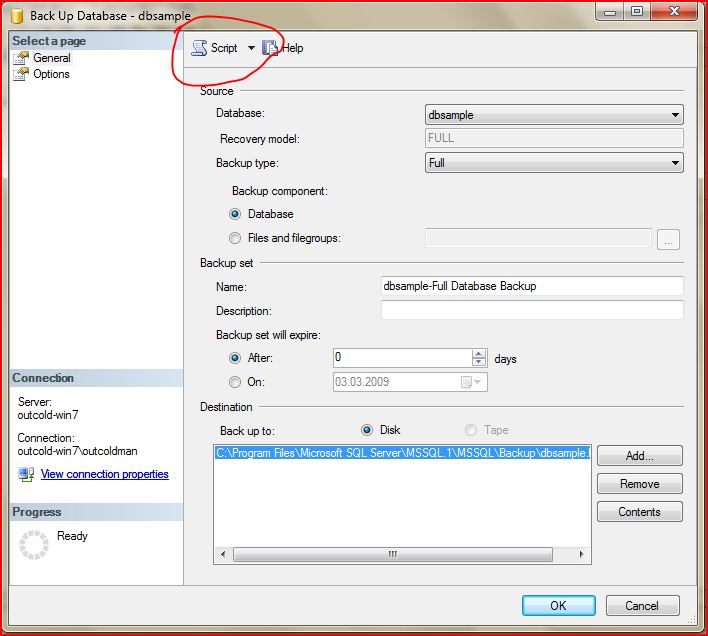 Back Up Database - dbsample
Select a page
General
Options
Script
Help
Source
Database:
dbsample
Recovery model:
FULL
Backup type:
Full
Backup component:
Database
Files and filegroups:
...
Backup set
Name:
dbsample-Full Database Backup
Description:
Backup set will expire:
After:
0
days
On:
03.03.2009
Destination
Back up to:
Disk
Tape
C:\Program Files\Microsoft SQL Server\MSSQL.1\MSSQL\Backup\dbsample.
Add...
Remove
Contents
Connection
Server:
outcold-win7
Connection:
outcold-win7\outcoldman
View connection properties
Progress
Ready
OK
Cancel